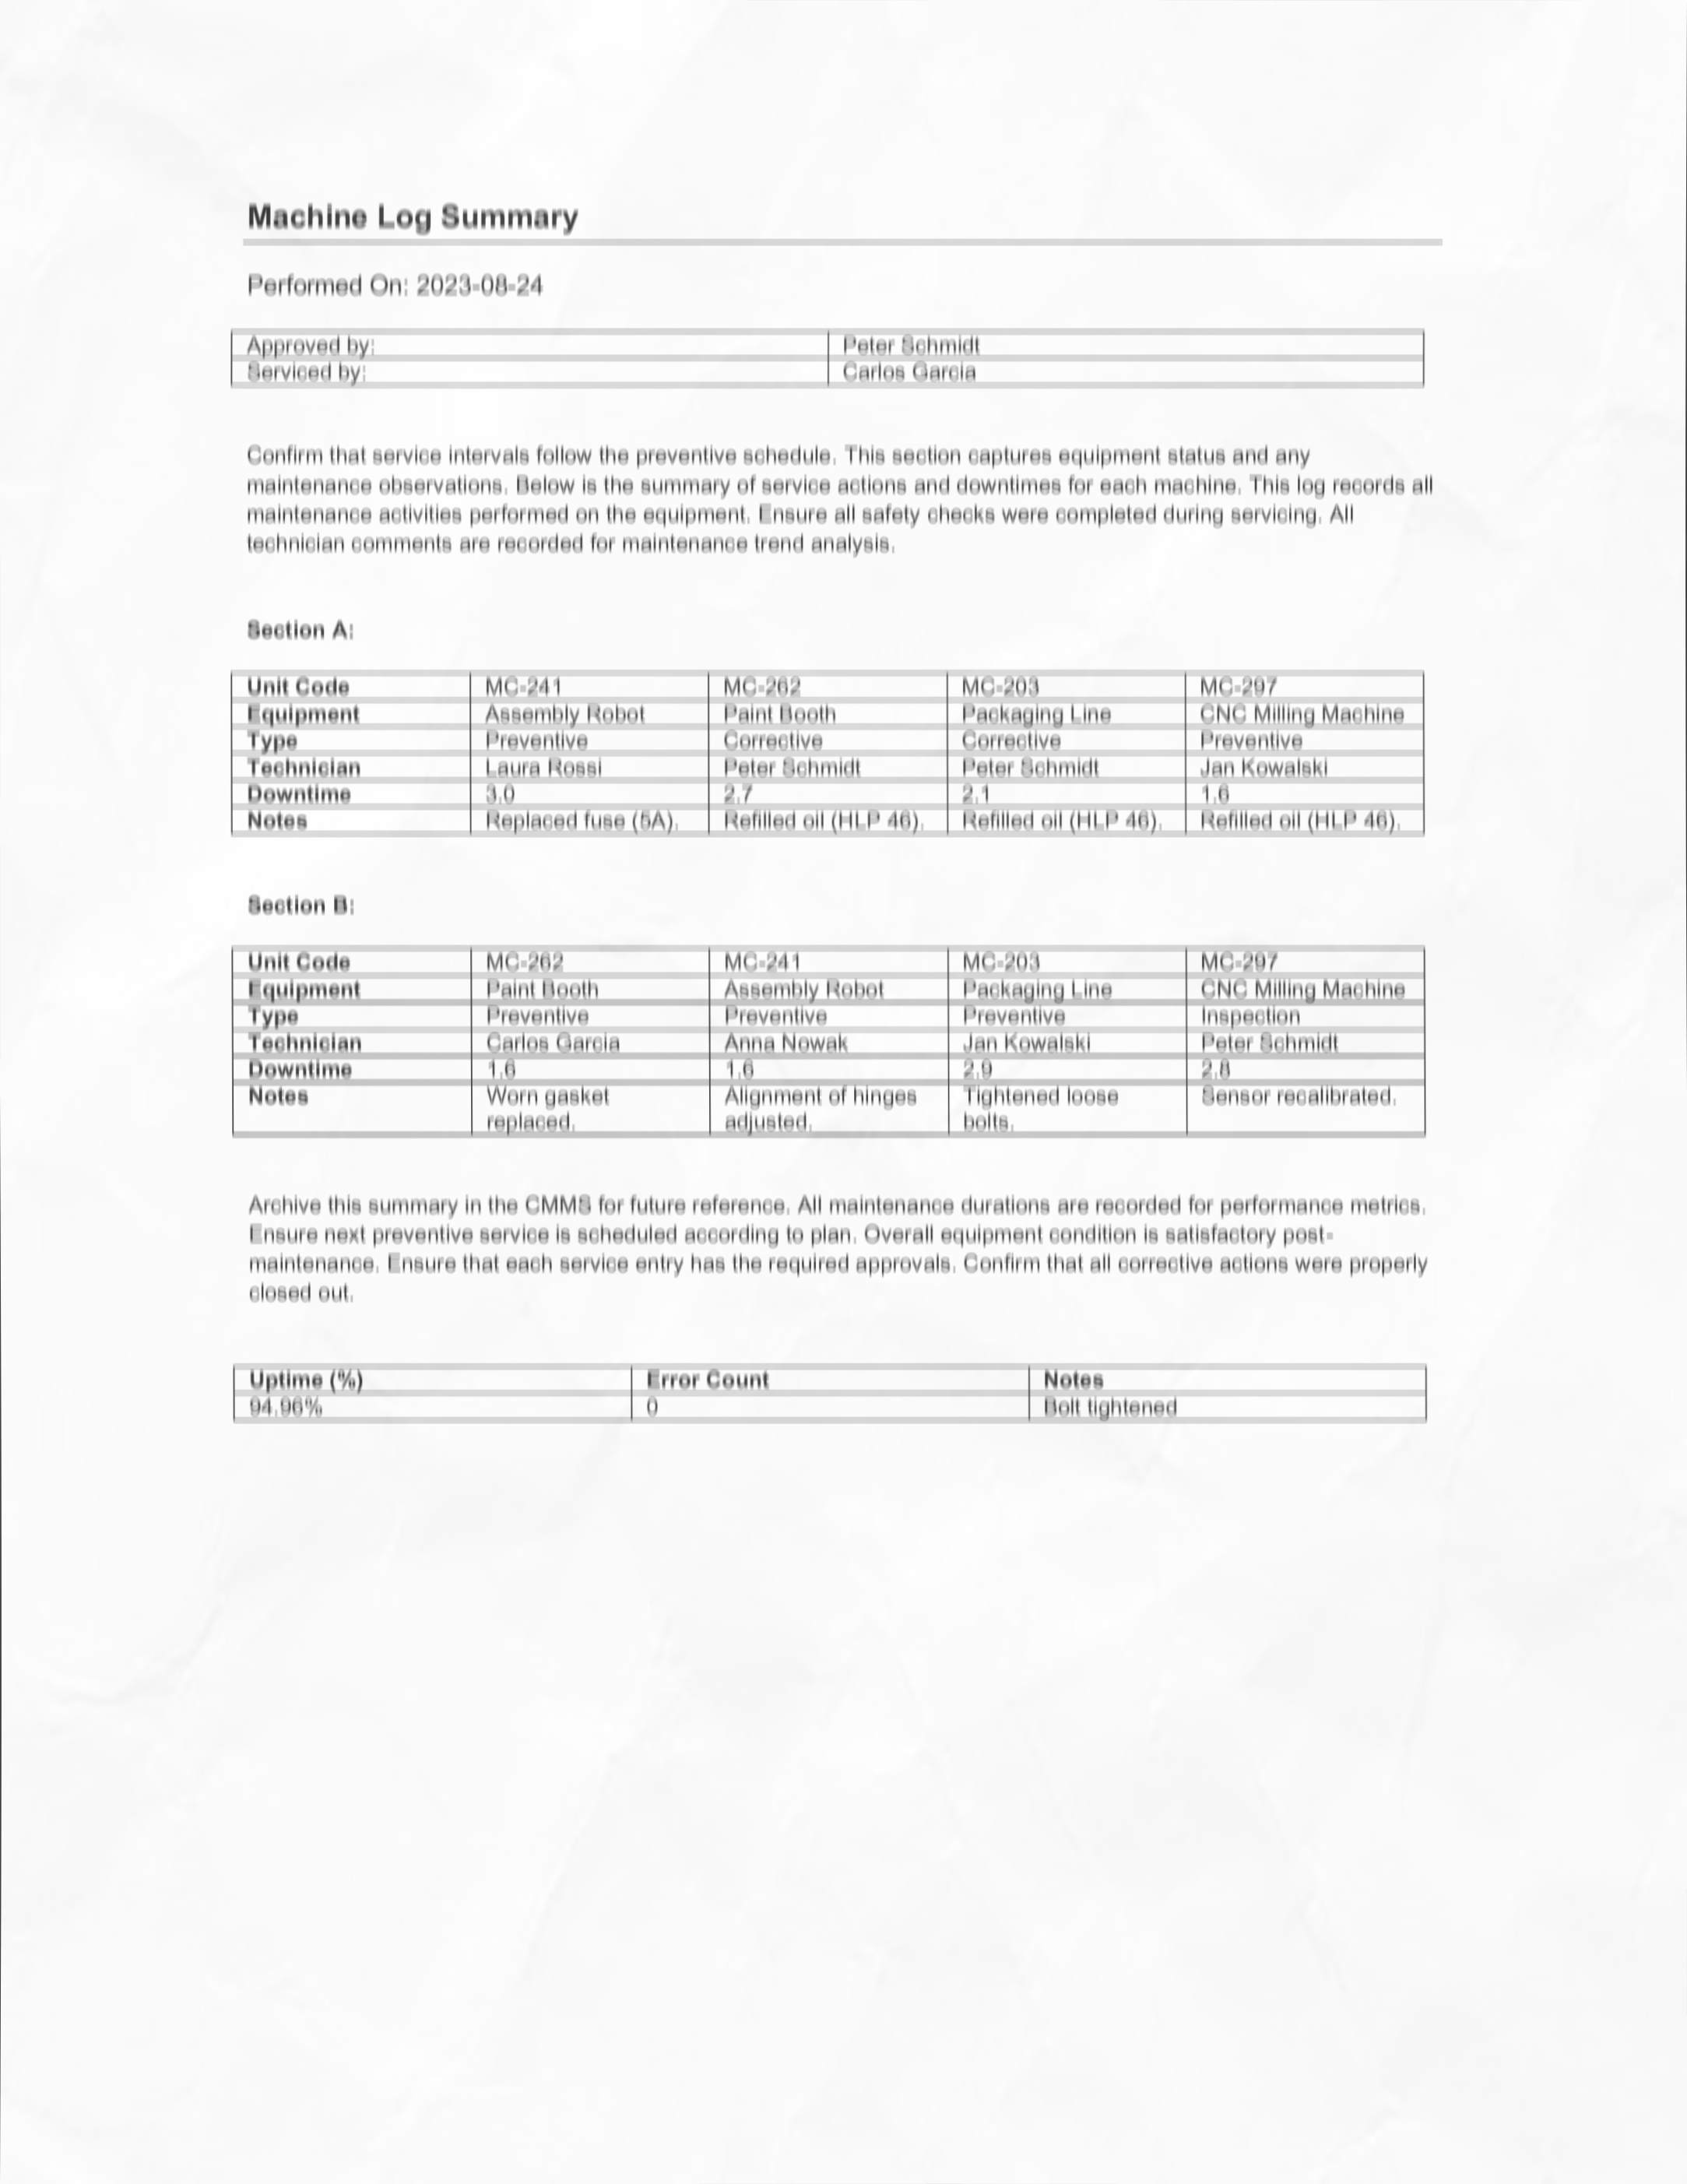 Machine Log Summary
Performed On: 2023-08-24
Approved by: Peter Schmidt
Serviced by: Carlos Garcia
Confirm that service intervals follow the preventive schedule. This section captures equipment status and any
maintenance observations. Below is the summary of service actions and downtimes for each machine. This log records all
maintenance activities performed on the equipment. Ensure all safety checks were completed during servicing. All
technician comments are recorded for maintenance trend analysis.
Section A:
Unit Code MC-241 MC-262 MC-203 MC-297
Equipment Assembly Robot Paint Booth Packaging Line CNC Milling Machine
Type Preventive Corrective Corrective Preventive
Technician Laura Rossi Peter Schmidt Peter Schmidt Jan Kowalski
Downtime 3.0 2.7 2.1 1.6
Notes Replaced fuse (5A). Refilled oil (HLP 46). Refilled oil (HLP 46). Refilled oil (HLP 46).
Section B:
Unit Code MC-262 MC-241 MC-203 MC-297
Equipment Paint Booth Assembly Robot Packaging Line CNC Milling Machine
Type Preventive Preventive Preventive Inspection
Technician Carlos Garcia Anna Nowak Jan Kowalski Peter Schmidt
Downtime 1.6 1.6 2.9 2.8
Notes Worn gasket Alignment of hinges Tightened loose Sensor recalibrated.
replaced. adjusted. bolts.
Archive this summary in the CMMS for future reference. All maintenance durations are recorded for performance metrics.
Ensure next preventive service is scheduled according to plan. Overall equipment condition is satisfactory post-
maintenance. Ensure that each service entry has the required approvals. Confirm that all corrective actions were properly
closed out.
Uptime (%) Error Count Notes
94.96% 0 Bolt tightened